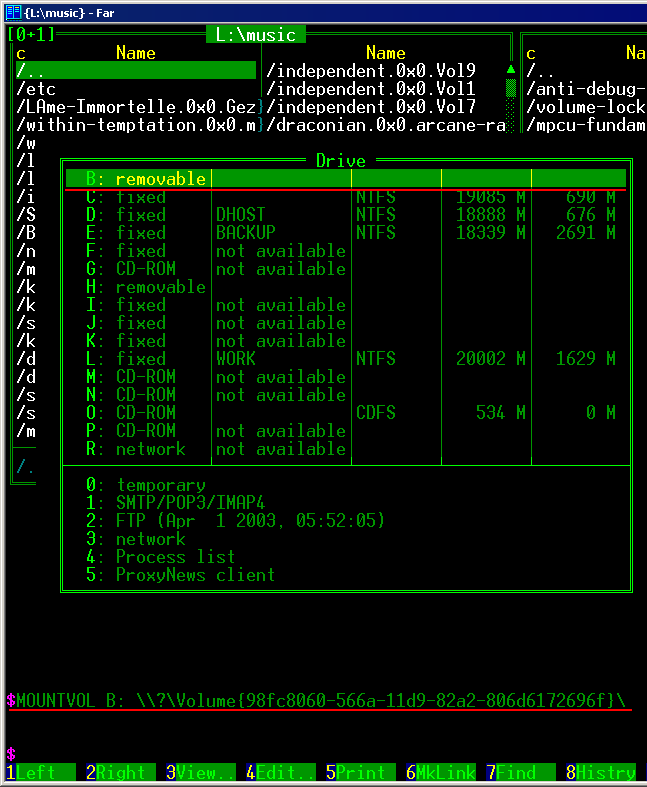 {L:\music} - Far
[0+1] L:\music
c Name Name c Na
/.. /independent.0x0.Vol9 /..
/etc /independent.0x0.Vol1 /anti-debug-
/LAme-Immortelle.0x0.Gez} /independent.0x0.Vol7 /volume-lock
/within-temptation.0x0.m} /draconian.0x0.arcane-ra /mpcu-fundam
/w
/l Drive
/l B: removable
/i C: fixed NTFS 19085 M 690 M
/S D: fixed DHOST NTFS 18888 M 676 M
/B E: fixed BACKUP NTFS 18339 M 2691 M
/n F: fixed not available
/m G: CD-ROM not available
/k H: removable
/k I: fixed not available
/s J: fixed not available
/k K: fixed not available
/d L: fixed WORK NTFS 20002 M 1629 M
/d M: CD-ROM not available
/s N: CD-ROM not available
/s O: CD-ROM CDFS 534 M 0 M
/m P: CD-ROM not available
R: network not available
/.
0: temporary
1: SMTP/POP3/IMAP4
2: FTP (Apr 1 2003, 05:52:05)
3: network
4: Process list
5: ProxyNews client
$MOUNTVOL B: \\?\Volume{98fc8060-566a-11d9-82a2-806d6172696f}\
$
1Left 2Right 3View.. 4Edit.. 5Print 6MkLink 7Find 8Histry